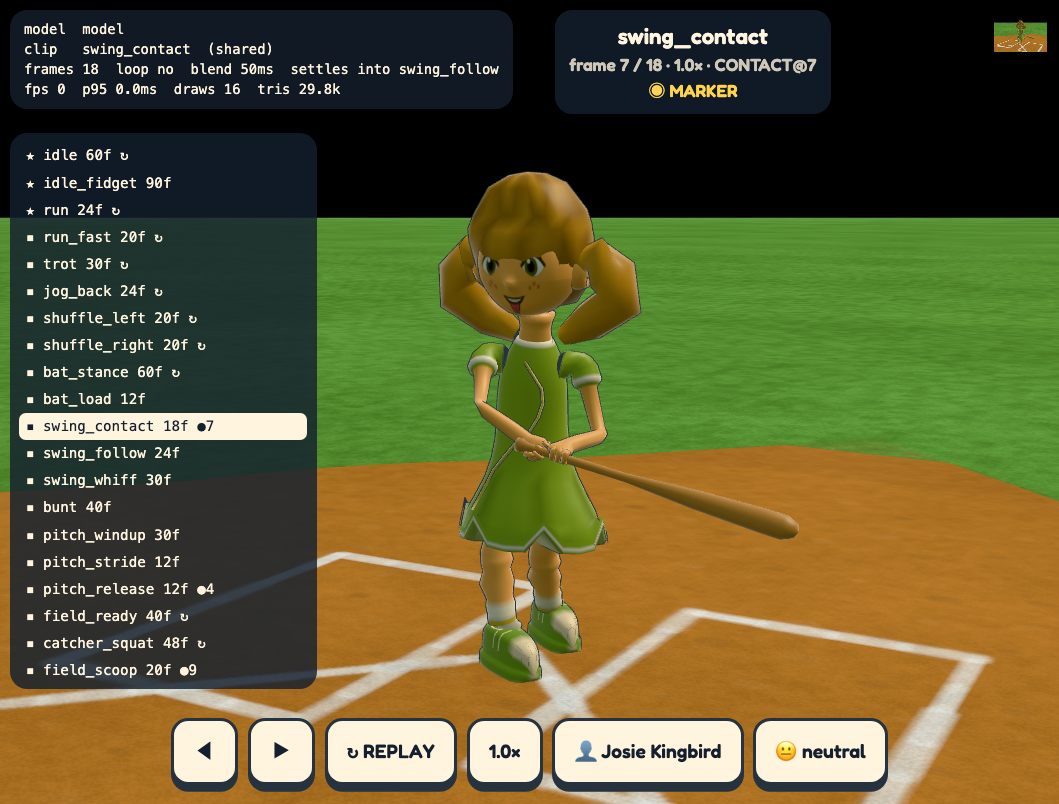 model  model
clip   swing_contact  (shared)
frames 18  loop no  blend 50ms  settles into swing_follow
fps 0  p95 0.0ms  draws 16  tris 29.8k
swing_contact
frame 7 / 18 · 1.0× · CONTACT@7
◉ MARKER
★ idle 60f ↻
★ idle_fidget 90f
★ run 24f ↻
▪ run_fast 20f ↻
▪ trot 30f ↻
▪ jog_back 24f ↻
▪ shuffle_left 20f ↻
▪ shuffle_right 20f ↻
▪ bat_stance 60f ↻
▪ bat_load 12f
▪ swing_contact 18f ●7
▪ swing_follow 24f
▪ swing_whiff 30f
▪ bunt 40f
▪ pitch_windup 30f
▪ pitch_stride 12f
▪ pitch_release 12f ●4
▪ field_ready 40f ↻
▪ catcher_squat 48f ↻
▪ field_scoop 20f ●9
◀ ▶ ↻ REPLAY 1.0× 👤 Josie Kingbird 😐 neutral